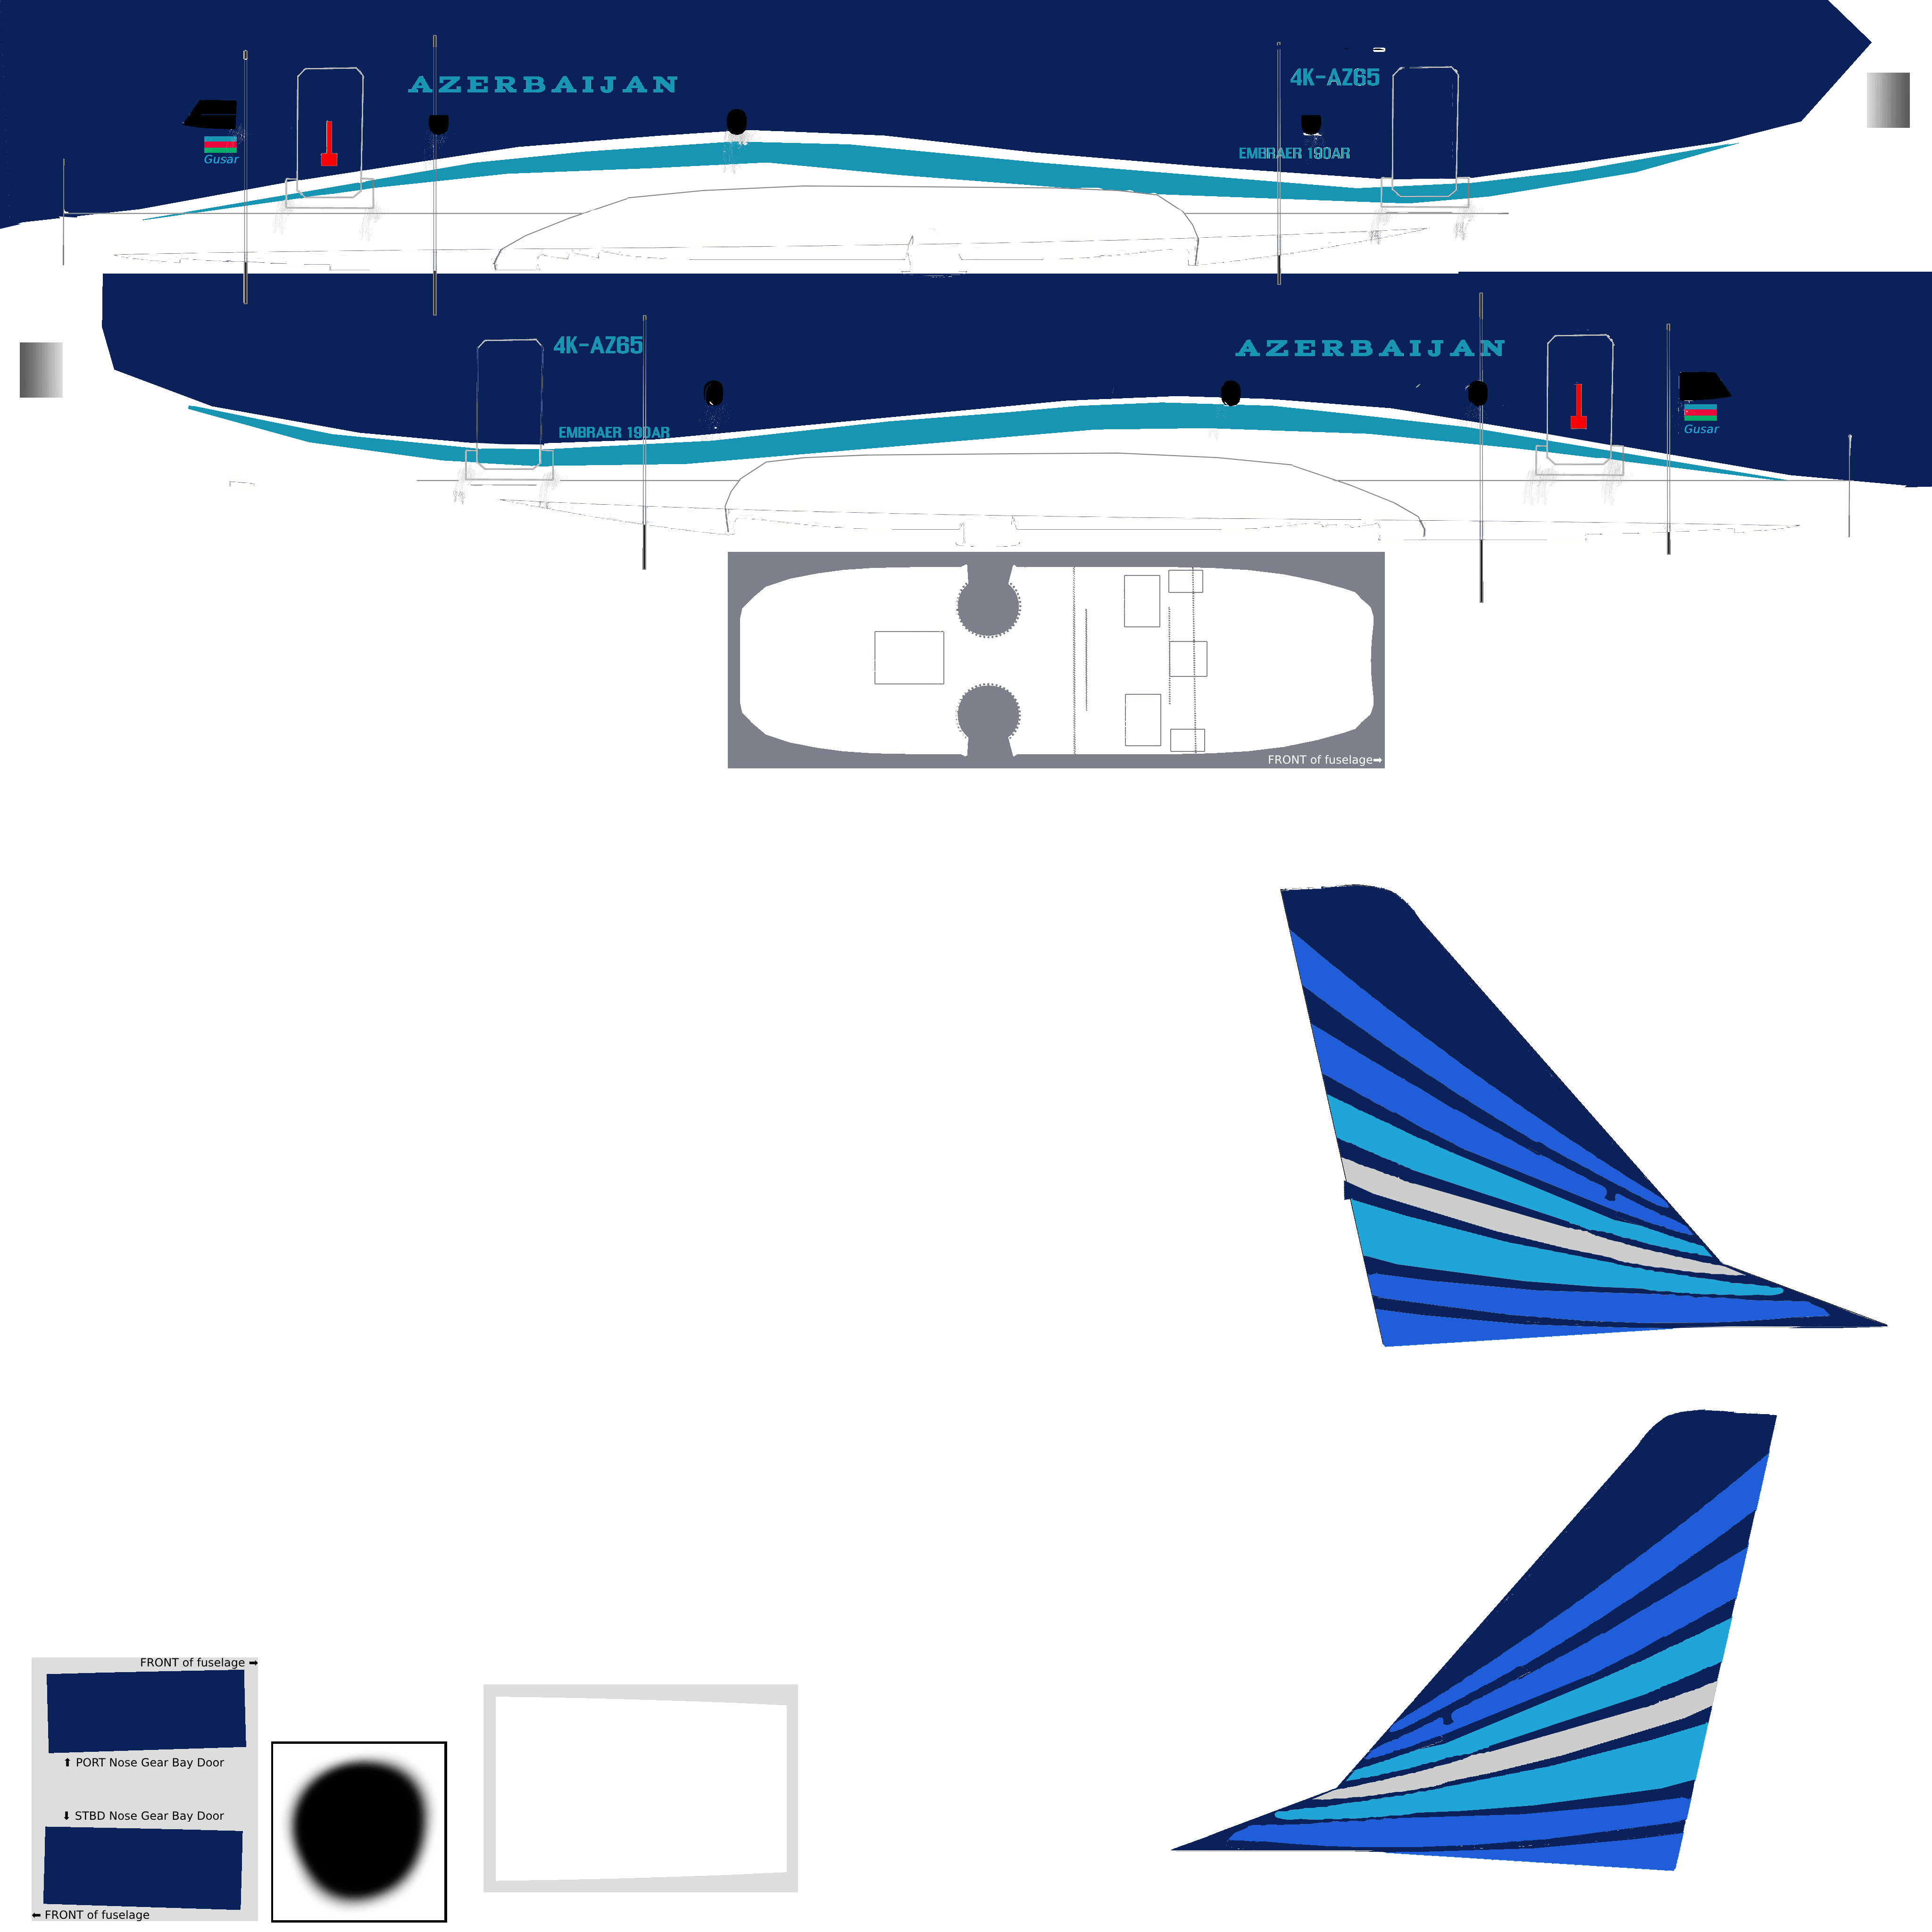 AZERBAIJAN
4K-AZ65
Gusar
EMBRAER 190AR
4K-AZ65
AZERBAIJAN
EMBRAER 190AR
Gusar
FRONT of fuselage➡
FRONT of fuselage ➡
⬆ PORT Nose Gear Bay Door
⬇ STBD Nose Gear Bay Door
⬅ FRONT of fuselage